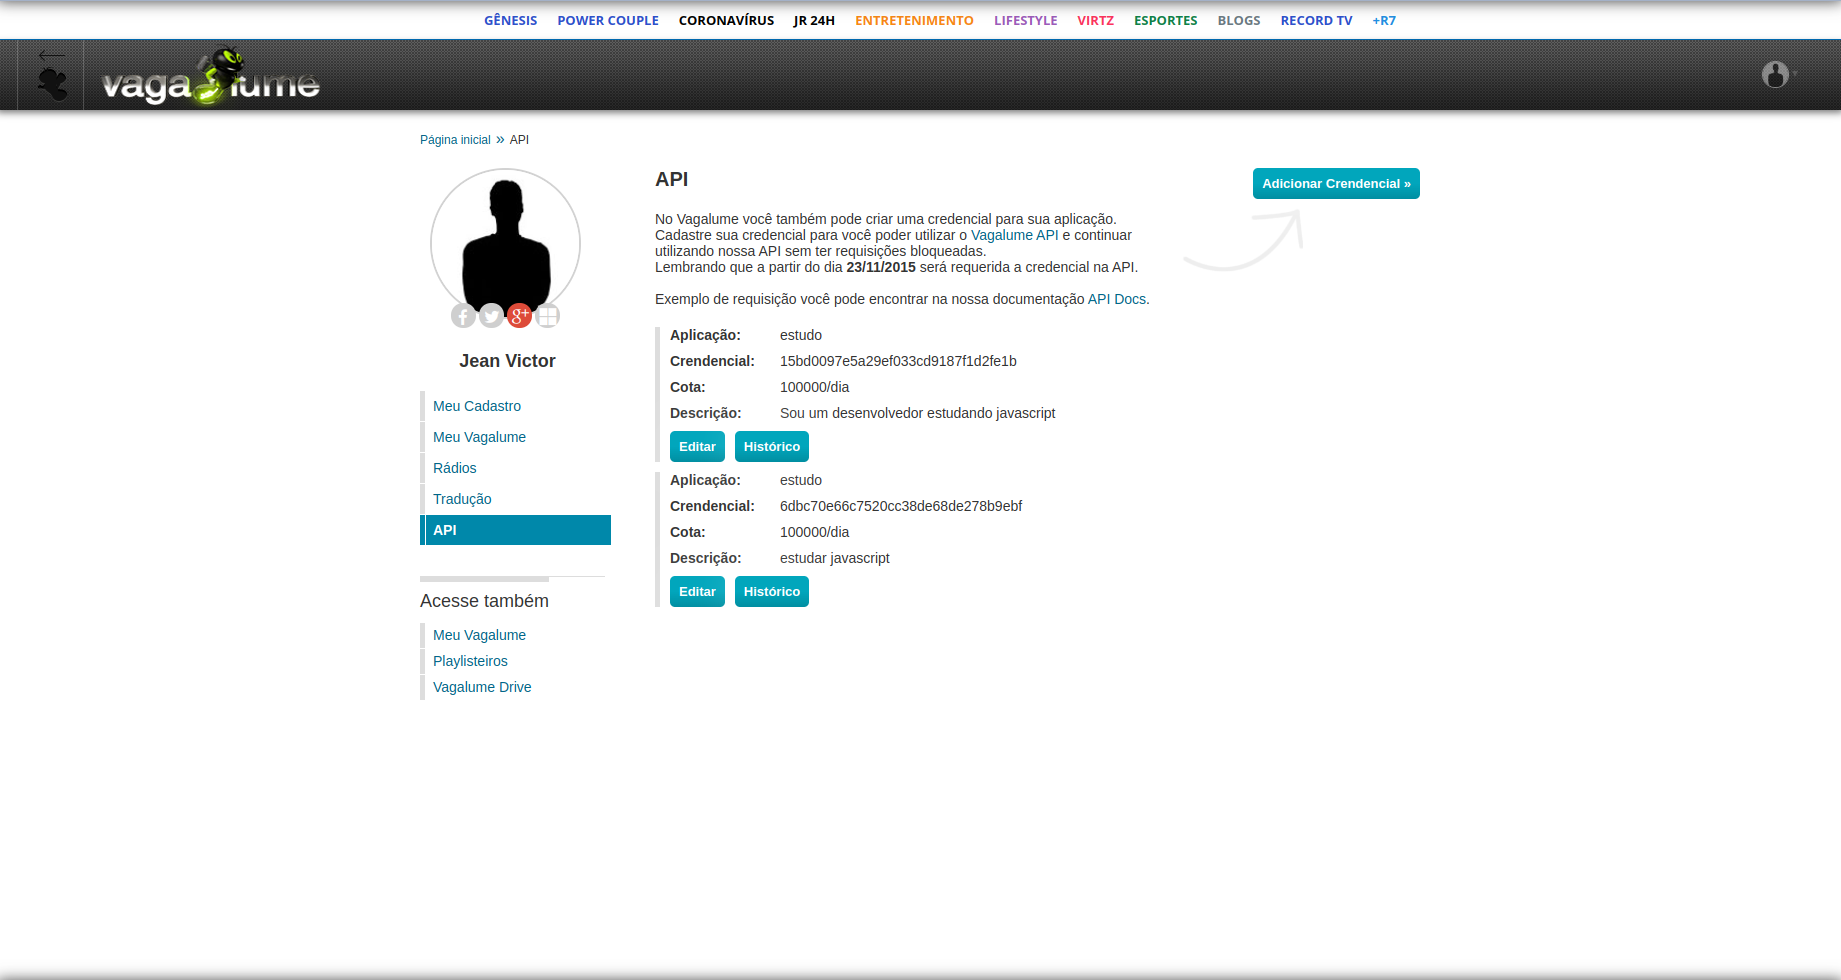 GÊNESIS POWER COUPLE CORONAVÍRUS JR 24H ENTRETENIMENTO LIFESTYLE VIRTZ ESPORTES BLOGS RECORD TV +R7
vagalume
Página inicial » API
API
Adicionar Crendencial »
No Vagalume você também pode criar uma credencial para sua aplicação.
Cadastre sua credencial para você poder utilizar o Vagalume API e continuar
utilizando nossa API sem ter requisições bloqueadas.
Lembrando que a partir do dia 23/11/2015 será requerida a credencial na API.
Exemplo de requisição você pode encontrar na nossa documentação API Docs.
Aplicação: estudo
Crendencial: 15bd0097e5a29ef033cd9187f1d2fe1b
Cota: 100000/dia
Descrição: Sou um desenvolvedor estudando javascript
Editar Histórico
Aplicação: estudo
Crendencial: 6dbc70e66c7520cc38de68de278b9ebf
Cota: 100000/dia
Descrição: estudar javascript
Editar Histórico
g+
Jean Victor
Meu Cadastro
Meu Vagalume
Rádios
Tradução
API
Acesse também
Meu Vagalume
Playlisteiros
Vagalume Drive